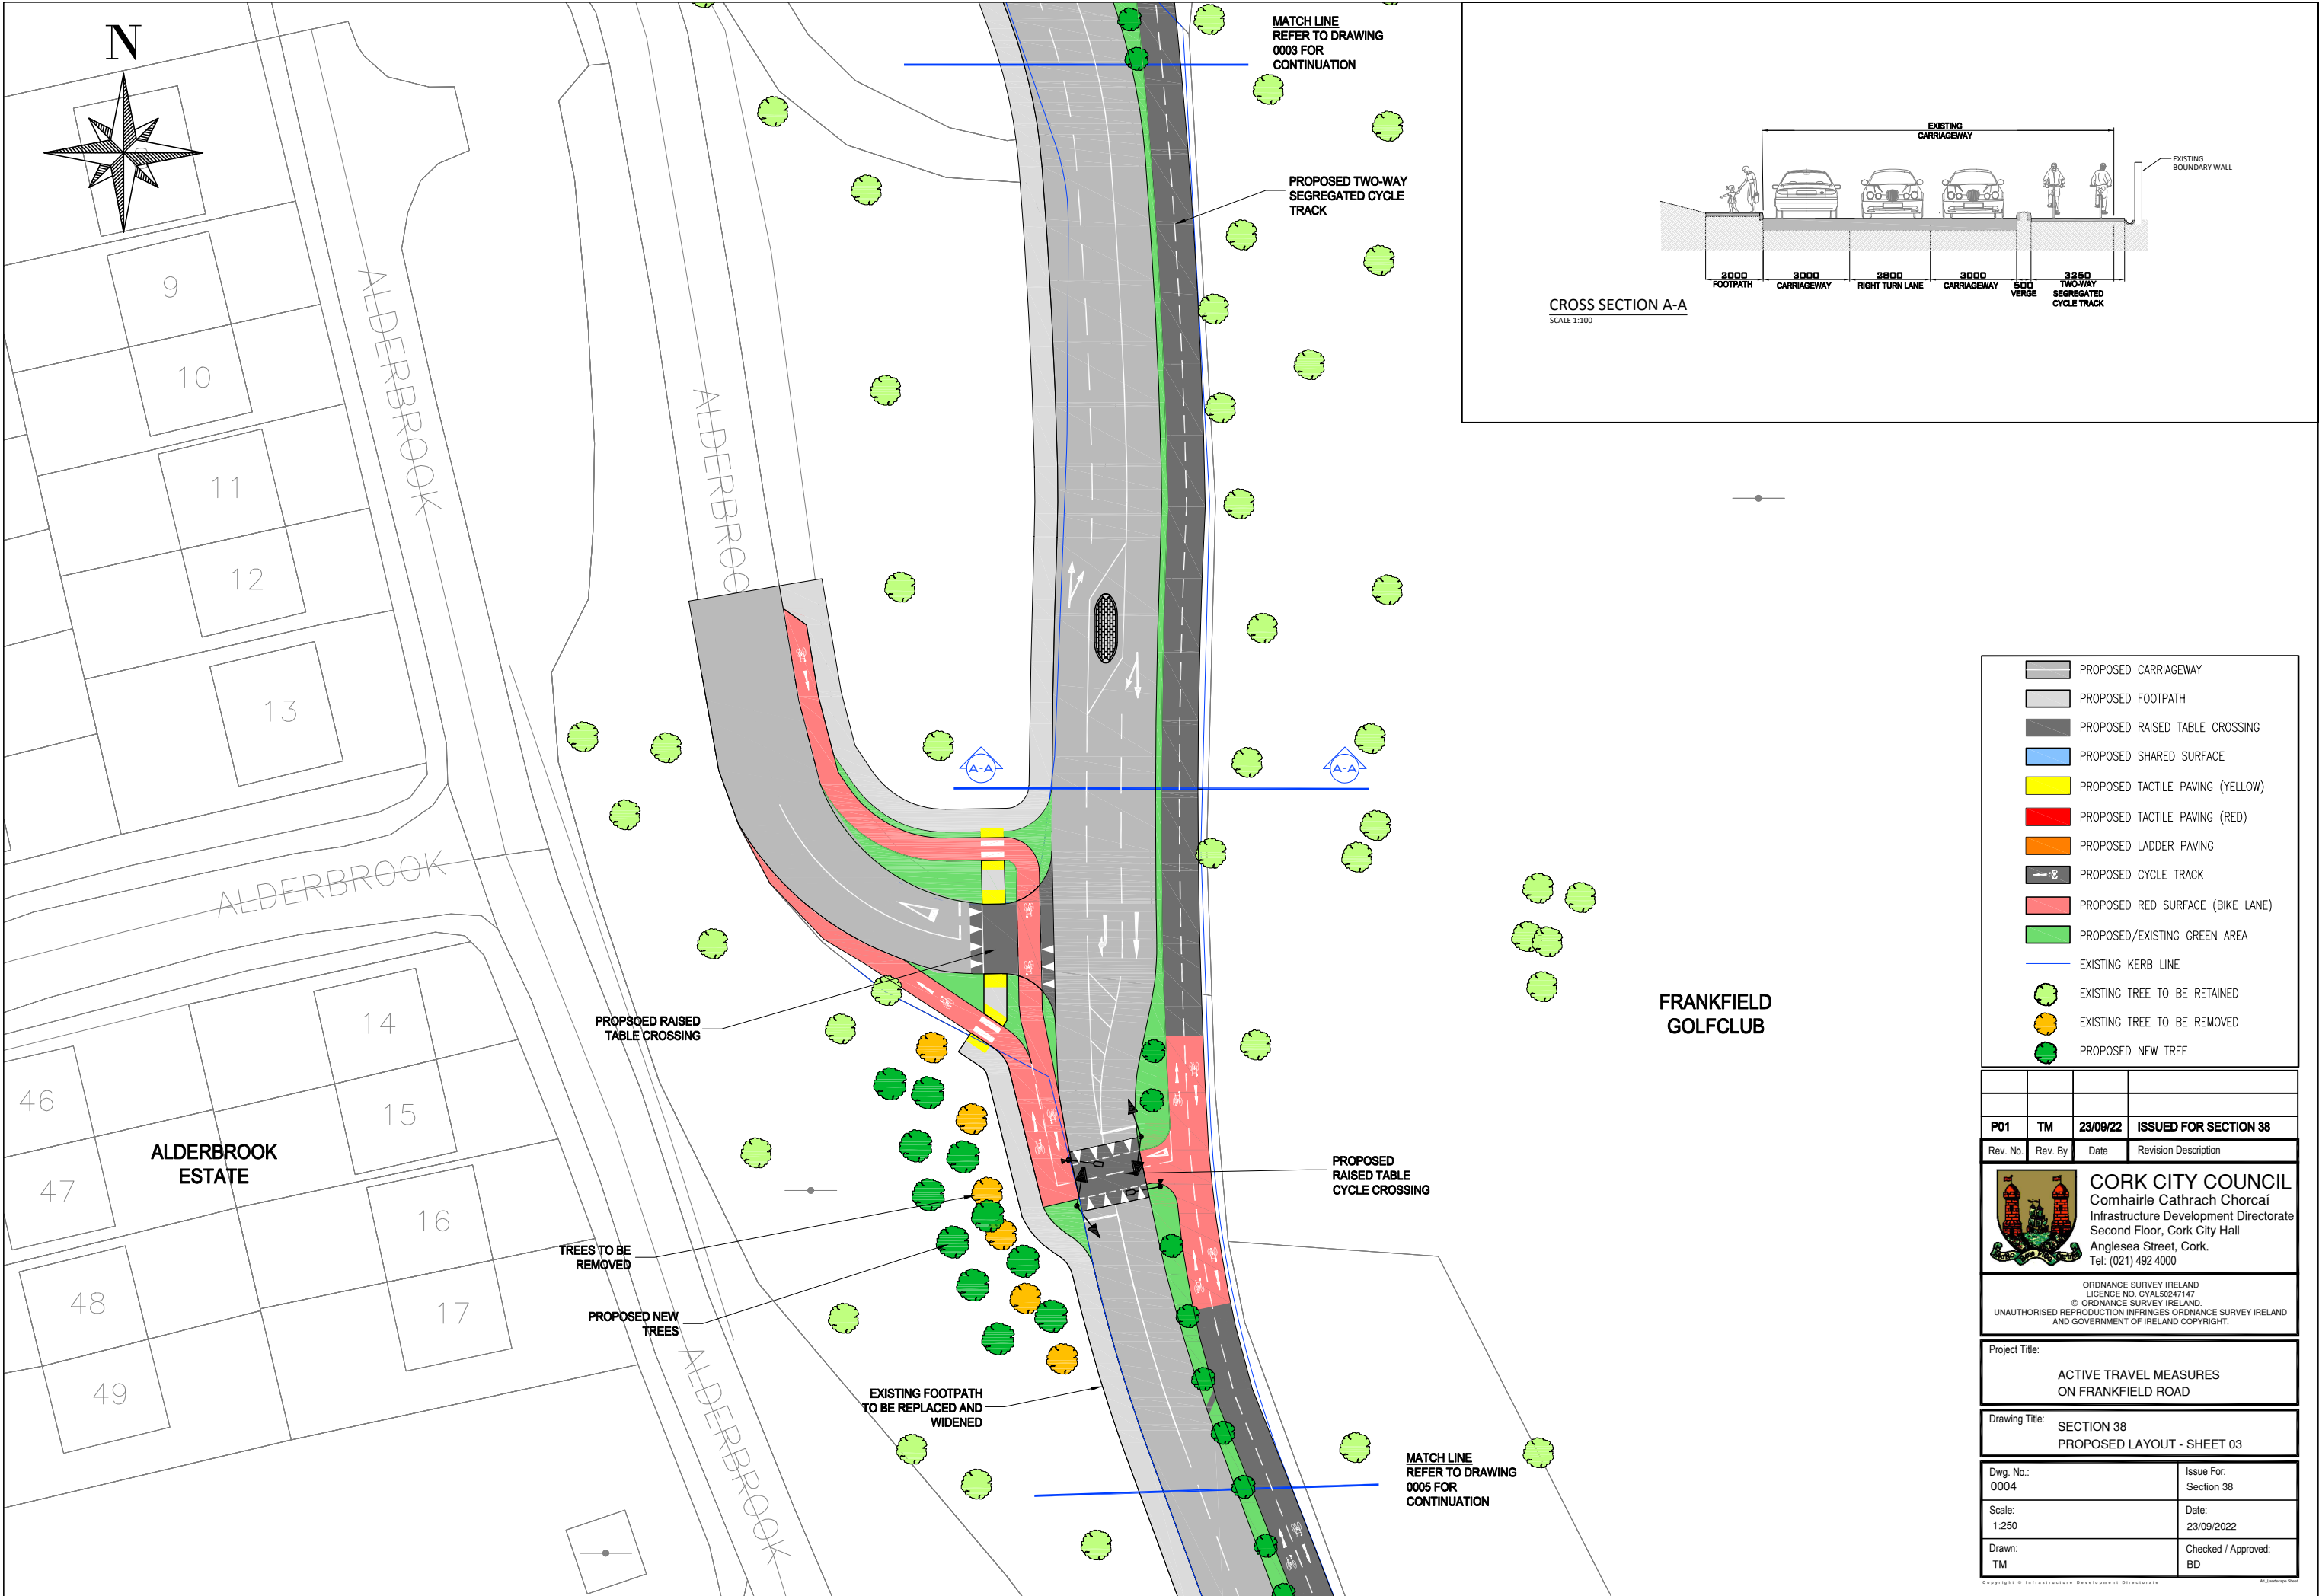 N
MATCH LINE
REFER TO DRAWING
0003 FOR
CONTINUATION
PROPOSED TWO-WAY
SEGREGATED CYCLE
TRACK
EXISTING
CARRIAGEWAY
EXISTING
BOUNDARY WALL
2000
FOOTPATH
3000
CARRIAGEWAY
2800
RIGHT TURN LANE
3000
CARRIAGEWAY
500
VERGE
3250
TWO-WAY
SEGREGATED
CYCLE TRACK
CROSS SECTION A-A
SCALE 1:100
9
10
11
12
13
ALDERBROOK
ALDERBROO
ALDERBROOK
A-A
A-A
14
15
16
17
46
47
48
49
ALDERBROOK
ESTATE
ALDERBROOK
PROPSOED RAISED
TABLE CROSSING
TREES TO BE
REMOVED
PROPOSED NEW
TREES
EXISTING FOOTPATH
TO BE REPLACED AND
WIDENED
PROPOSED
RAISED TABLE
CYCLE CROSSING
MATCH LINE
REFER TO DRAWING
0005 FOR
CONTINUATION
FRANKFIELD
GOLFCLUB
PROPOSED CARRIAGEWAY
PROPOSED FOOTPATH
PROPOSED RAISED TABLE CROSSING
PROPOSED SHARED SURFACE
PROPOSED TACTILE PAVING (YELLOW)
PROPOSED TACTILE PAVING (RED)
PROPOSED LADDER PAVING
PROPOSED CYCLE TRACK
PROPOSED RED SURFACE (BIKE LANE)
PROPOSED/EXISTING GREEN AREA
EXISTING KERB LINE
EXISTING TREE TO BE RETAINED
EXISTING TREE TO BE REMOVED
PROPOSED NEW TREE
P01 TM 23/09/22 ISSUED FOR SECTION 38
Rev. No. Rev. By Date Revision Description
CORK CITY COUNCIL
Comhairle Cathrach Chorcaí
Infrastructure Development Directorate
Second Floor, Cork City Hall
Anglesea Street, Cork.
Tel: (021) 492 4000
ORDNANCE SURVEY IRELAND
LICENCE NO. CYAL50247147
© ORDNANCE SURVEY IRELAND.
UNAUTHORISED REPRODUCTION INFRINGES ORDNANCE SURVEY IRELAND
AND GOVERNMENT OF IRELAND COPYRIGHT.
Project Title:
ACTIVE TRAVEL MEASURES
ON FRANKFIELD ROAD
Drawing Title:
SECTION 38
PROPOSED LAYOUT - SHEET 03
Dwg. No.:
0004
Issue For:
Section 38
Scale:
1:250
Date:
23/09/2022
Drawn:
TM
Checked / Approved:
BD
Copyright © Infrastructure Development Directorate
A1_Landscape Sheet